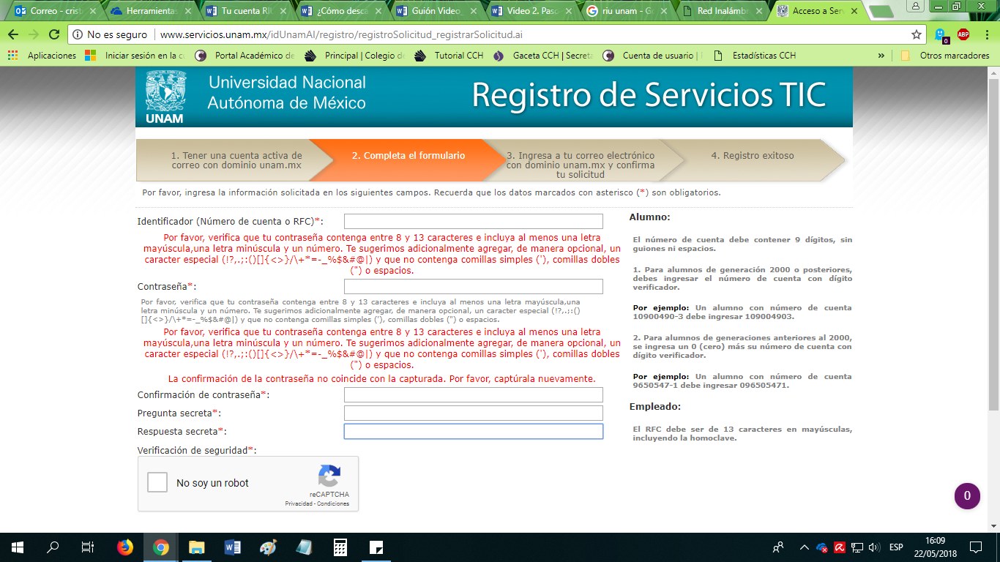 Correo - crist
Herramientas
Tu cuenta RIU
¿Cómo desca
Guión Video_
Video 2. Paso
riu unam - Go
Red Inalámbr
Acceso a Serv
No es seguro | www.servicios.unam.mx/idUnamAI/registro/registroSolicitud_registrarSolicitud.ai
ABP
0
Aplicaciones
Iniciar sesión en la cu
Portal Académico de
Principal | Colegio de
Tutorial CCH
Gaceta CCH | Secreta
Cuenta de usuario |
Estadísticas CCH
»
Otros marcadores
UNAM
Universidad Nacional
Autónoma de México
Registro de Servicios TIC
1. Tener una cuenta activa de
correo con dominio unam.mx
2. Completa el formulario
3. Ingresa a tu correo electrónico
con dominio unam.mx y confirma
tu solicitud
4. Registro exitoso
Por favor, ingresa la información solicitada en los siguientes campos. Recuerda que los datos marcados con asterisco (*) son obligatorios.
Identificador (Número de cuenta o RFC)*:
Por favor, verifica que tu contraseña contenga entre 8 y 13 caracteres e incluya al menos una letra
mayúscula,una letra minúscula y un número. Te sugerimos adicionalmente agregar, de manera opcional, un
caracter especial (!?,.;:()[]{<>}/\+*=-_%$&#@|) y que no contenga comillas simples ('), comillas dobles
(") o espacios.
Contraseña*:
Por favor, verifica que tu contraseña contenga entre 8 y 13 caracteres e incluya al menos una letra mayúscula,una
letra minúscula y un número. Te sugerimos adicionalmente agregar, de manera opcional, un caracter especial (!?,.;:()
[]{<>}/\+*=-_%$&#@|) y que no contenga comillas simples ('), comillas dobles (") o espacios.
Por favor, verifica que tu contraseña contenga entre 8 y 13 caracteres e incluya al menos una letra
mayúscula,una letra minúscula y un número. Te sugerimos adicionalmente agregar, de manera opcional, un
caracter especial (!?,.;:()[]{<>}/\+*=-_%$&#@|) y que no contenga comillas simples ('), comillas dobles
(") o espacios.
La confirmación de la contraseña no coincide con la capturada. Por favor, captúrala nuevamente.
Confirmación de contraseña*:
Pregunta secreta*:
Respuesta secreta*:
Verificación de seguridad*:
No soy un robot
reCAPTCHA
Privacidad - Condiciones
Alumno:
El número de cuenta debe contener 9 dígitos, sin
guiones ni espacios.
1. Para alumnos de generación 2000 o posteriores,
debes ingresar el número de cuenta con dígito
verificador.
Por ejemplo: Un alumno con número de cuenta
10900490-3 debe ingresar 109004903.
2. Para alumnos de generaciones anteriores al 2000,
se ingresa un 0 (cero) más su número de cuenta con
dígito verificador.
Por ejemplo: Un alumno con número de cuenta
9650547-1 debe ingresar 096505471.
Empleado:
El RFC debe ser de 13 caracteres en mayúsculas,
incluyendo la homoclave.
0
ESP
16:09
22/05/2018